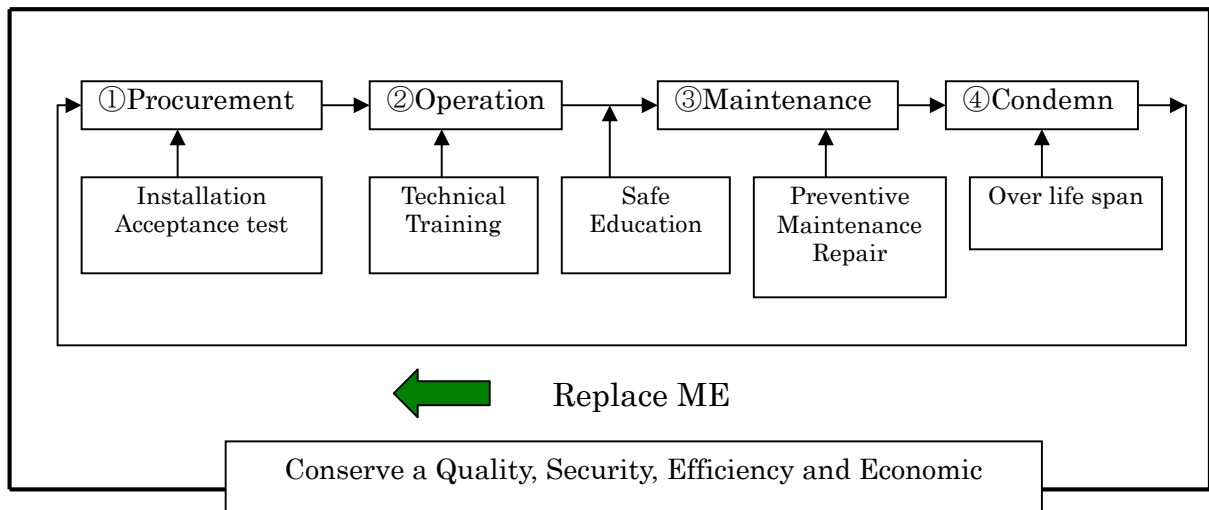 ①Procurement
②Operation
③Maintenance
④Condemn
Installation
Acceptance test
Technical
Training
Safe
Education
Preventive
Maintenance
Repair
Over life span
Replace ME
Conserve a Quality, Security, Efficiency and Economic